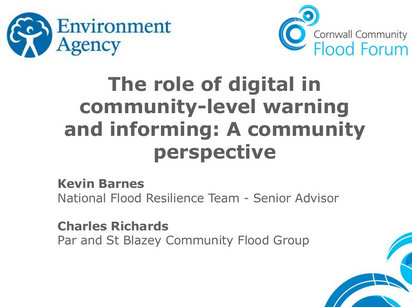 Environment
Agency
Cornwall Community
Flood Forum
The role of digital in
community-level warning
and informing: A community
perspective
Kevin Barnes
National Flood Resilience Team - Senior Advisor
Charles Richards
Par and St Blazey Community Flood Group